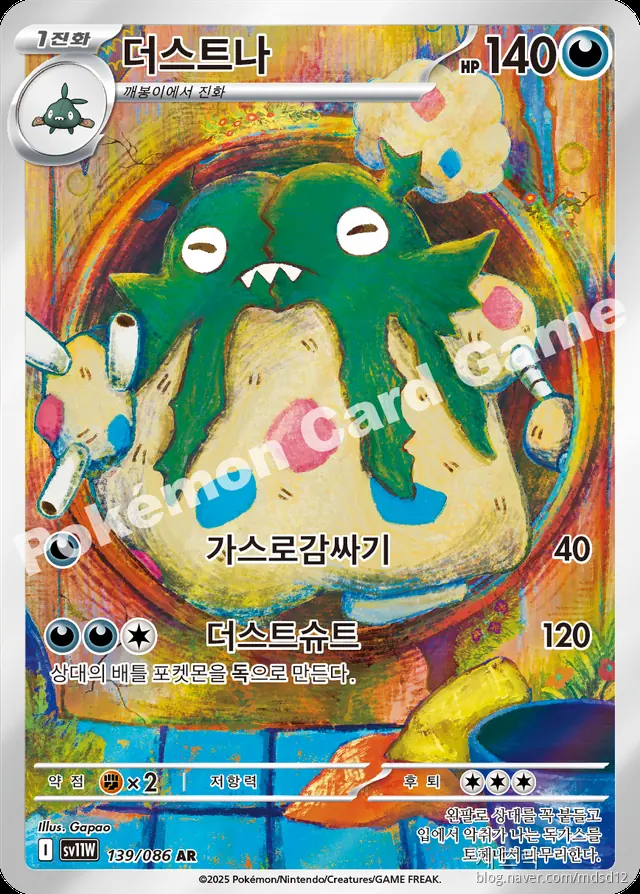 1진화
더스트나
HP 140
깨봉이에서 진화
Pokémon Card Game
가스로감싸기 40
더스트슈트 120
상대의 배틀 포켓몬을 독으로 만든다.
약점 ×2 저항력 후퇴
Illus. Gapao
왼팔로 상대를 꼭 붙들고
입에서 악취가 나는 독가스를
토해내서 마무리한다.
I sv11W 139/086 AR
blog.naver.com/mdsd12
©2025 Pokémon/Nintendo/Creatures/GAME FREAK.